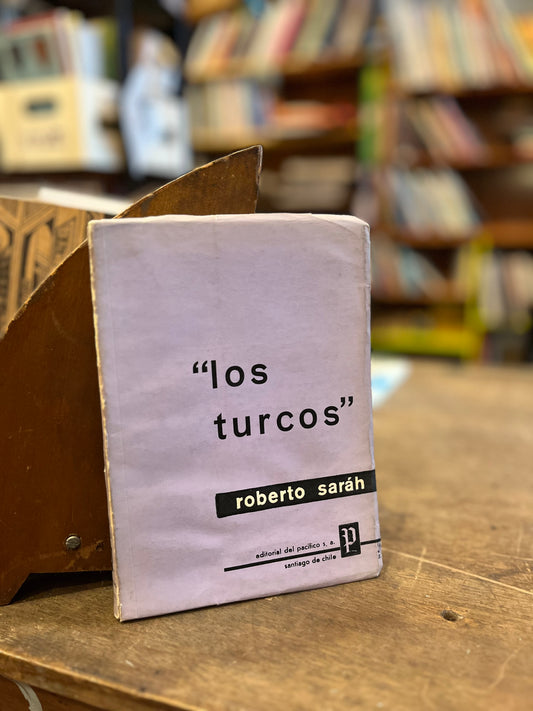 “los
turcos”
roberto saráh
editorial del pacífico s. a.
santiago de chile
P